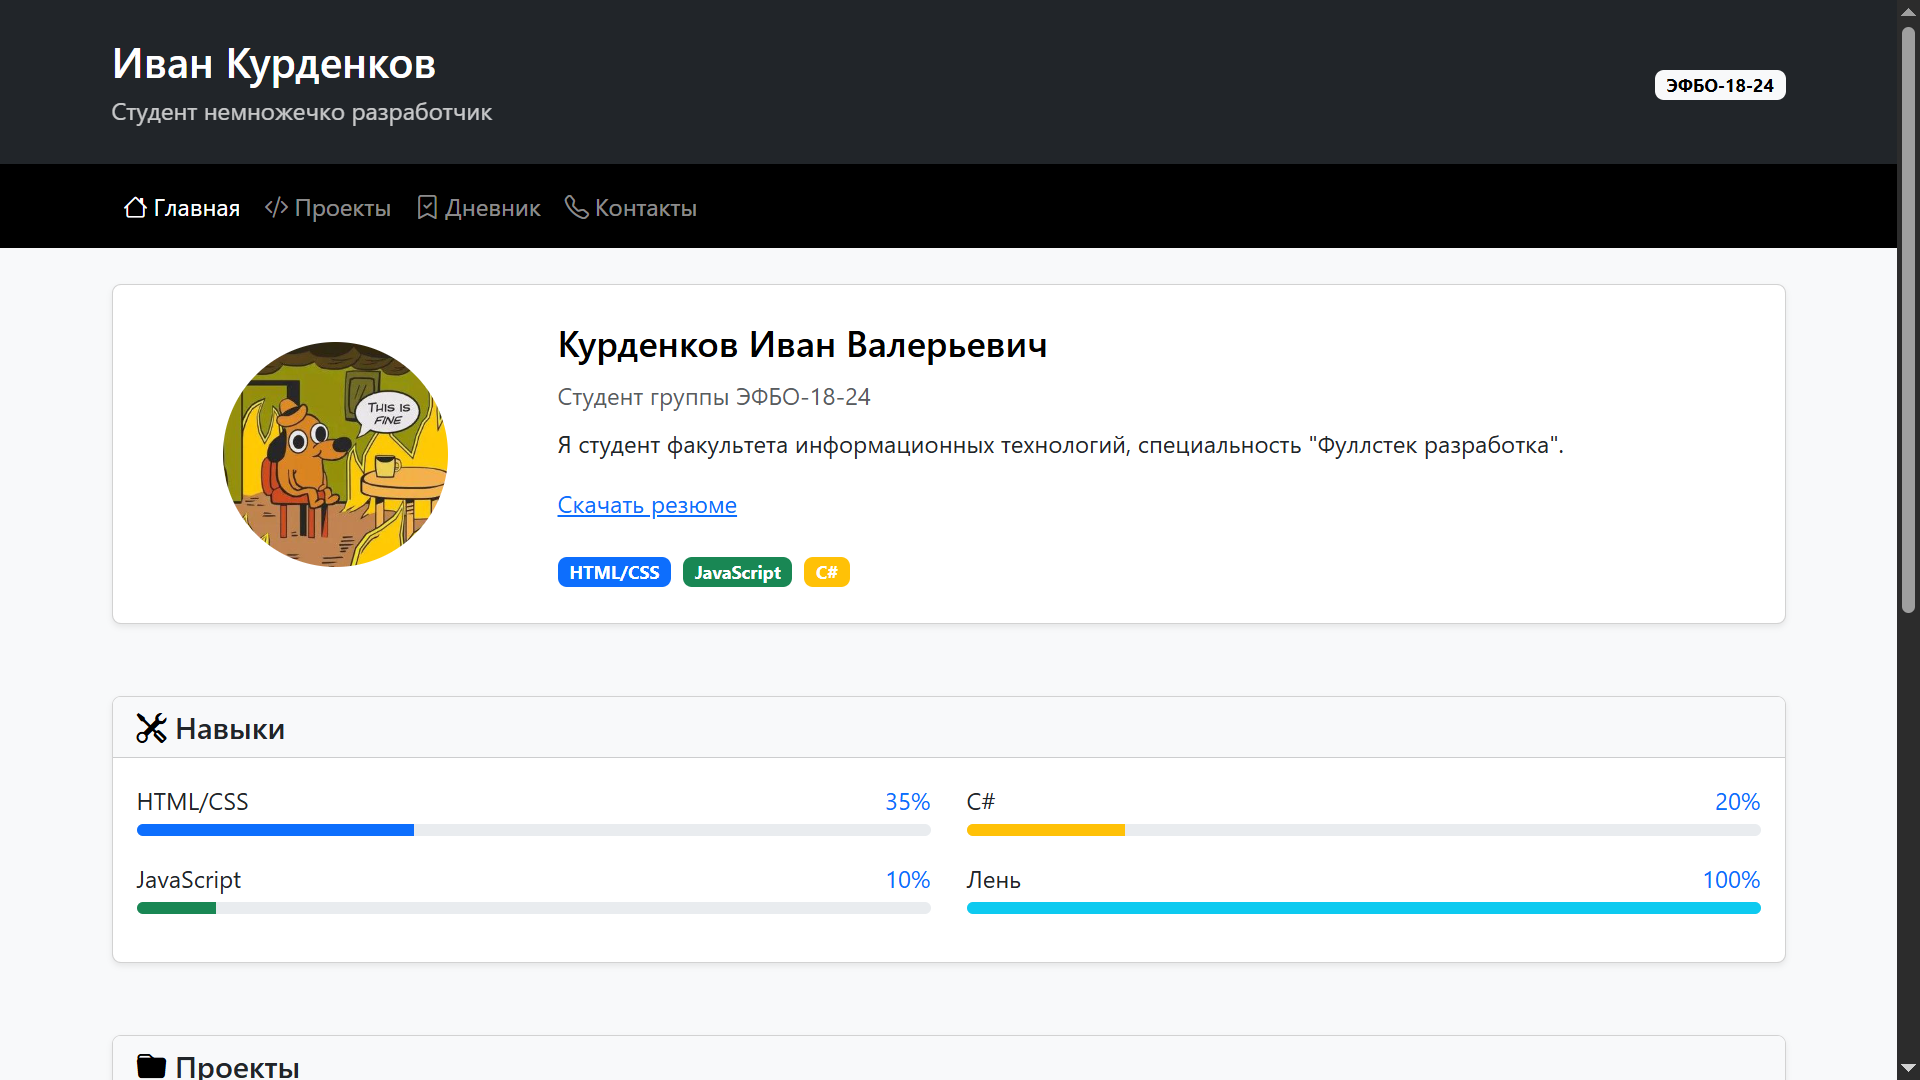 Иван Курденков
Студент немножечко разработчик
ЭФБО-18-24
Главная
Проекты
Дневник
Контакты
THIS IS
FINE
Курденков Иван Валерьевич
Студент группы ЭФБО-18-24
Я студент факультета информационных технологий, специальность "Фуллстек разработка".
Скачать резюме
HTML/CSS JavaScript C#
Навыки
HTML/CSS 35%
C# 20%
JavaScript 10%
Лень 100%
Проекты